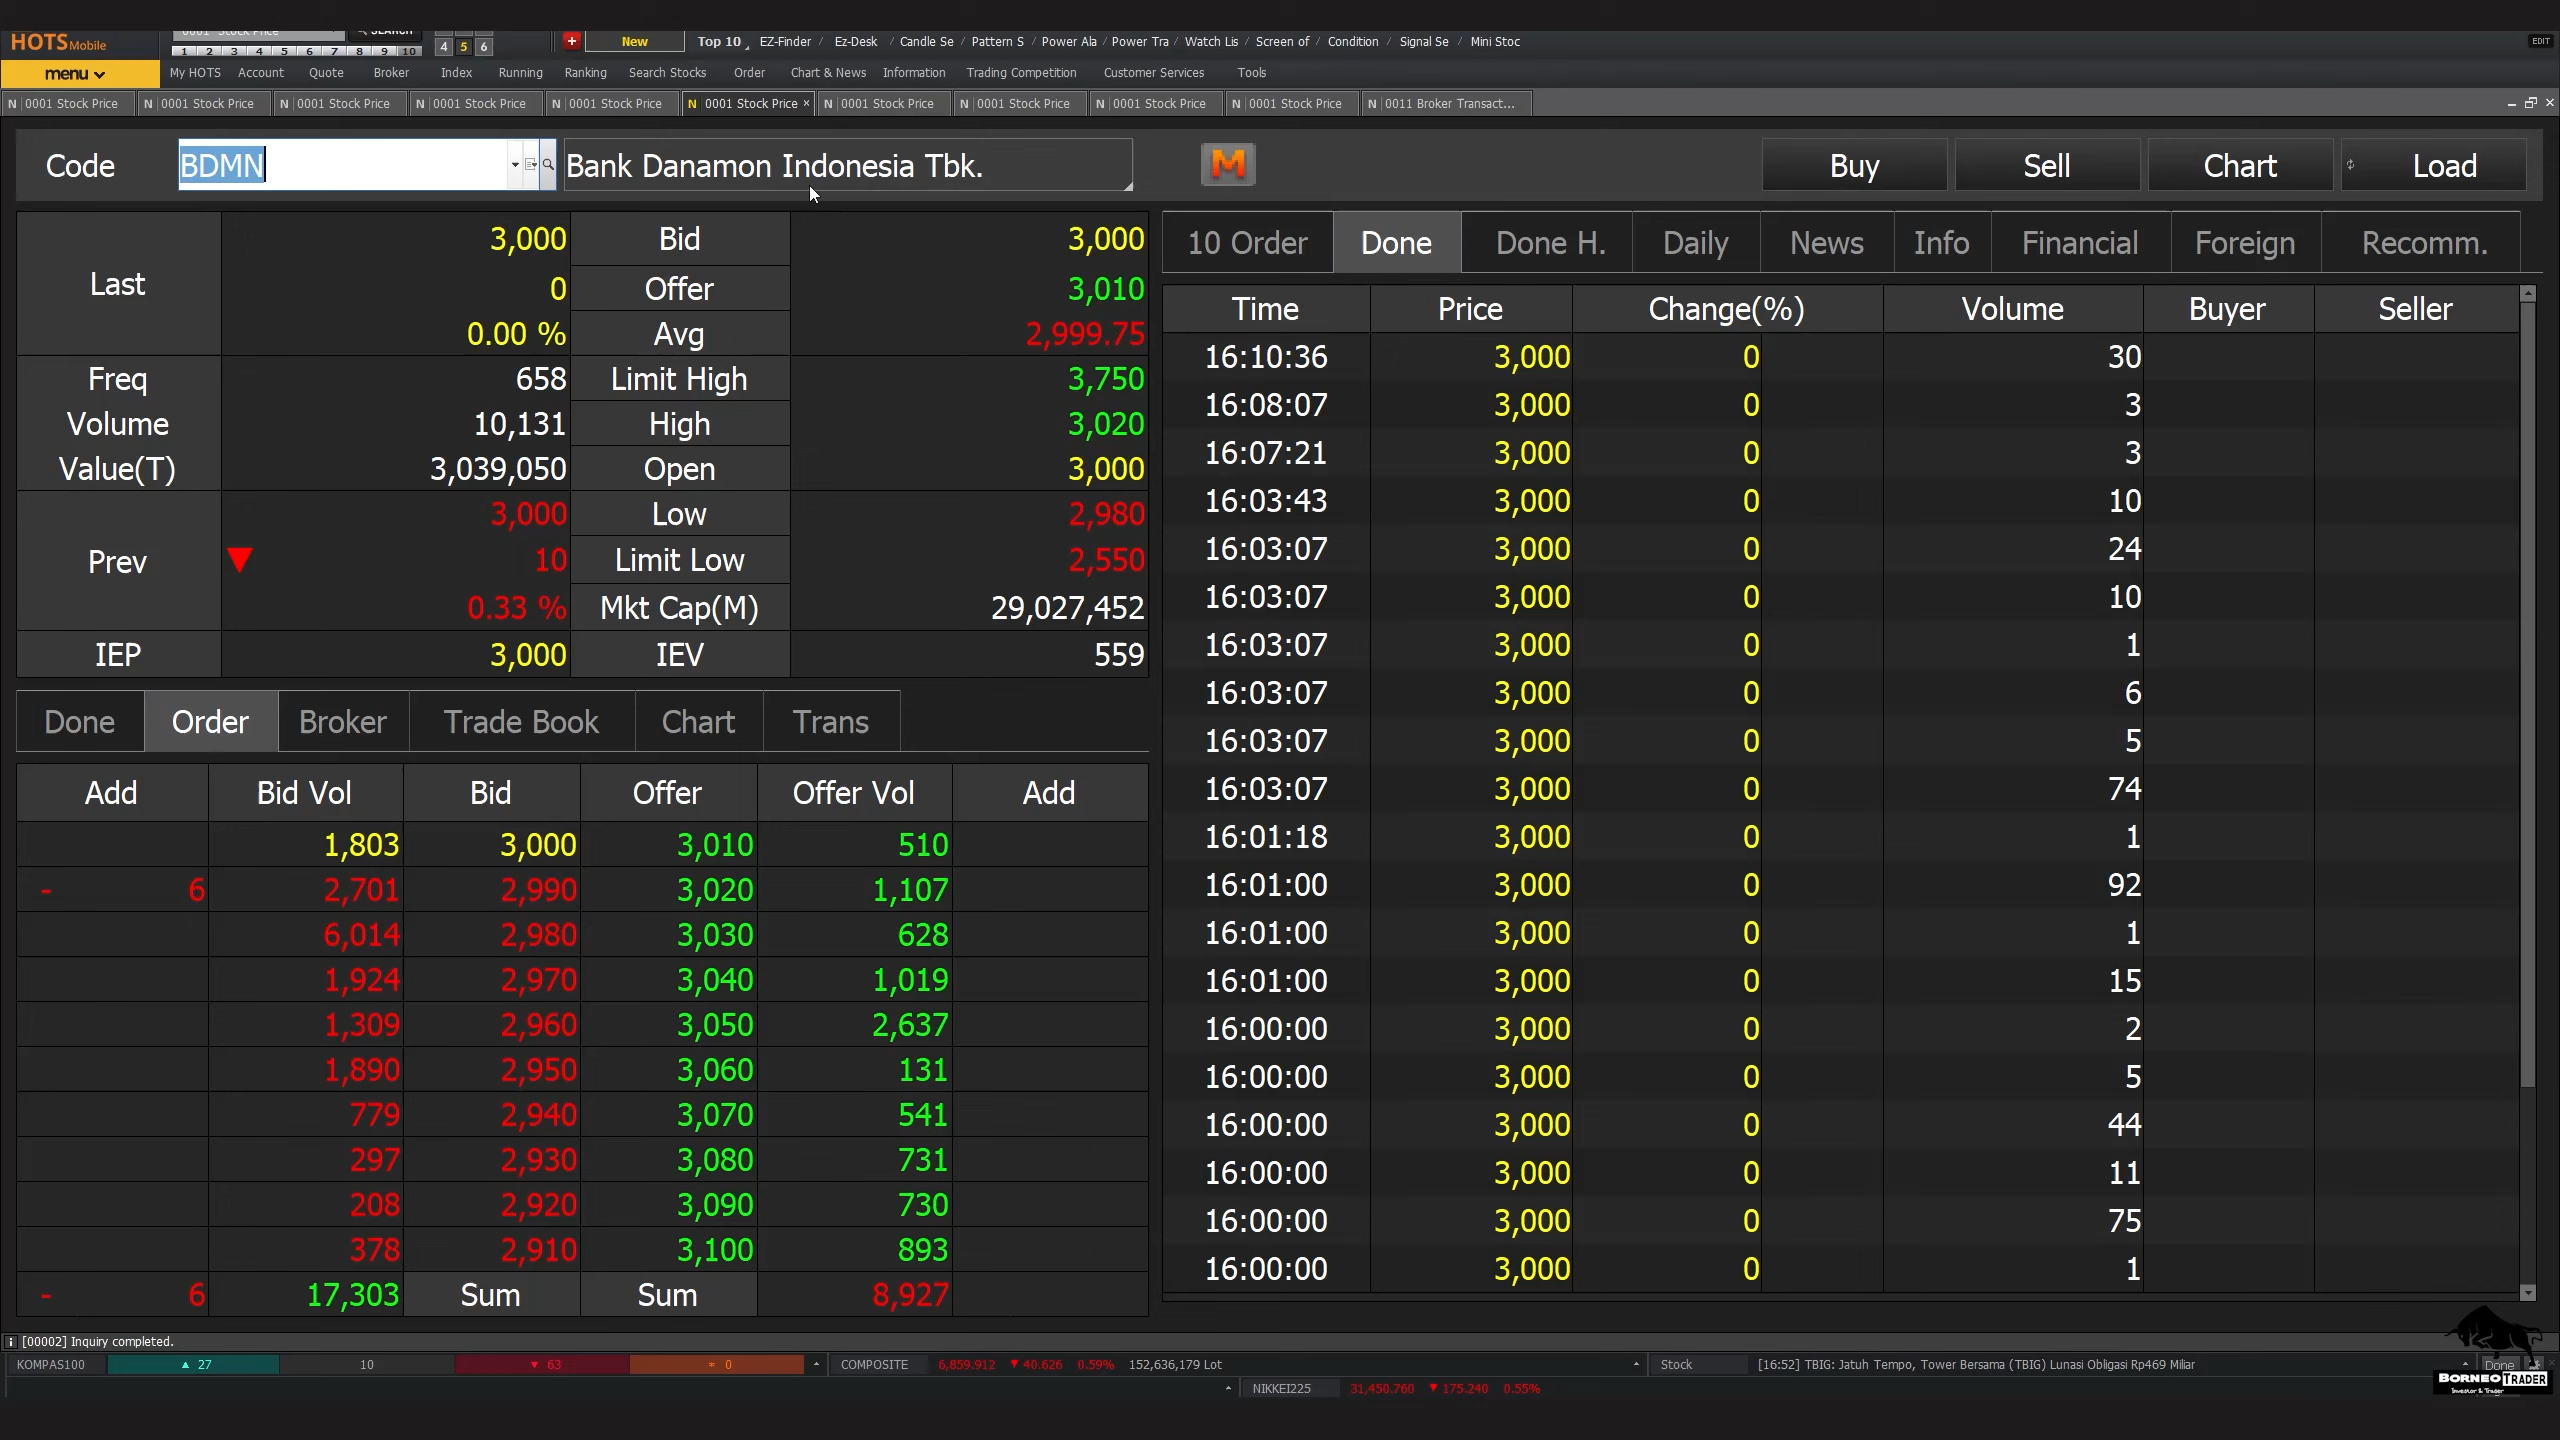 HOTS Mobile 0001 Stock Price SEARCH New Top 10 EZ-Finder / Ez-Desk / Candle Se / Pattern S / Power Ala / Power Tra / Watch Lis / Screen of / Condition / Signal Se / Mini Stoc EDIT
1 2 3 4 5 6 7 8 9 10 4 5 6
menu My HOTS Account Quote Broker Index Running Ranking Search Stocks Order Chart & News Information Trading Competition Customer Services Tools
N 0001 Stock Price N 0001 Stock Price N 0001 Stock Price N 0001 Stock Price N 0001 Stock Price N 0001 Stock Price × N 0001 Stock Price N 0001 Stock Price N 0001 Stock Price N 0001 Stock Price N 0011 Broker Transact...
Code BDMN Bank Danamon Indonesia Tbk. M Buy Sell Chart Load
Last 3,000 Bid 3,000
0 Offer 3,010
0.00 % Avg 2,999.75
Freq 658 Limit High 3,750
Volume 10,131 High 3,020
Value(T) 3,039,050 Open 3,000
Prev 3,000 Low 2,980
▼ 10 Limit Low 2,550
0.33 % Mkt Cap(M) 29,027,452
IEP 3,000 IEV 559
Done Order Broker Trade Book Chart Trans
Add Bid Vol Bid Offer Offer Vol Add
1,803 3,000 3,010 510
- 6 2,701 2,990 3,020 1,107
6,014 2,980 3,030 628
1,924 2,970 3,040 1,019
1,309 2,960 3,050 2,637
1,890 2,950 3,060 131
779 2,940 3,070 541
297 2,930 3,080 731
208 2,920 3,090 730
378 2,910 3,100 893
- 6 17,303 Sum Sum 8,927
10 Order Done Done H. Daily News Info Financial Foreign Recomm.
Time Price Change(%) Volume Buyer Seller
16:10:36 3,000 0 30
16:08:07 3,000 0 3
16:07:21 3,000 0 3
16:03:43 3,000 0 10
16:03:07 3,000 0 24
16:03:07 3,000 0 10
16:03:07 3,000 0 1
16:03:07 3,000 0 6
16:03:07 3,000 0 5
16:03:07 3,000 0 74
16:01:18 3,000 0 1
16:01:00 3,000 0 92
16:01:00 3,000 0 1
16:01:00 3,000 0 15
16:00:00 3,000 0 2
16:00:00 3,000 0 5
16:00:00 3,000 0 44
16:00:00 3,000 0 11
16:00:00 3,000 0 75
16:00:00 3,000 0 1
i [00002] Inquiry completed.
KOMPAS100 ▲ 27 10 ▼ 63 * 0 COMPOSITE 6,859.912 ▼ 40.626 0.59% 152,636,179 Lot Stock [16:52] TBIG: Jatuh Tempo, Tower Bersama (TBIG) Lunasi Obligasi Rp469 Miliar Done
NIKKEI225 31,450.760 ▼ 175.240 0.55%
BORNEO TRADER
Investor & Trader